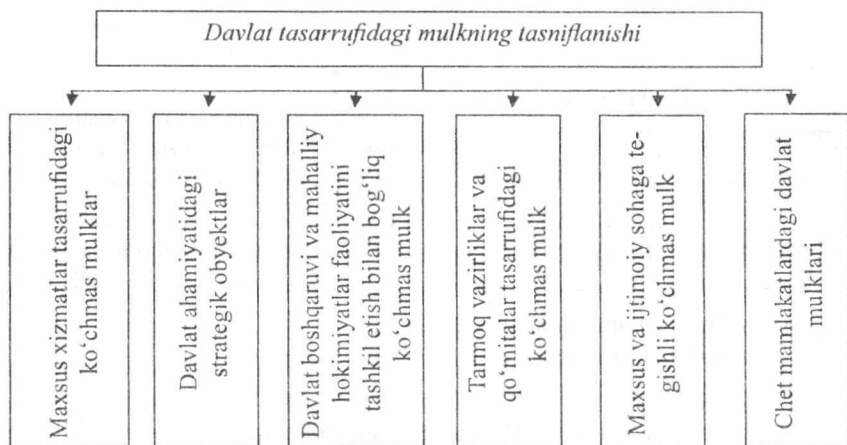 Davlat tasarrufidagi mulkning tasniflanishi
Maxsus xizmatlar tasarrufidagi
ko‘chmas mulklar
Davlat ahamiyatidagi
strategik obyektlar
Davlat boshqaruvi va mahalliy
hokimiyatlar faoliyatini
tashkil etish bilan bog‘liq
ko‘chmas mulk
Tarmoq vazirliklar va
qo‘mitalar tasarrufidagi
ko‘chmas mulk
Maxsus va ijtimoiy sohaga te-
gishli ko‘chmas mulk
Chet mamlakatlardagi davlat
mulklari